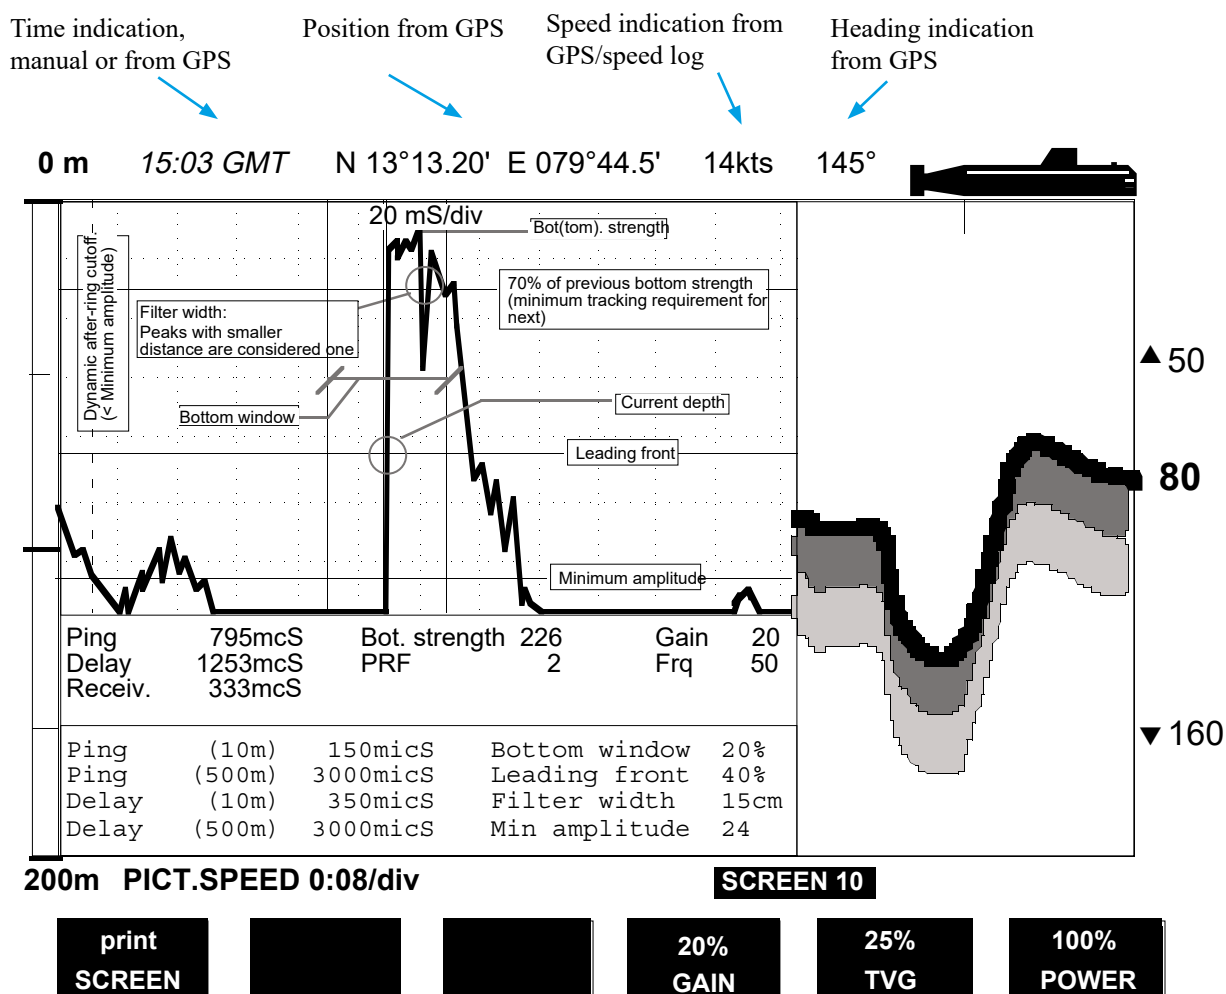 Time indication,
manual or from GPS
Position from GPS
Speed indication from
GPS/speed log
Heading indication
from GPS
0 m 15:03 GMT N 13°13.20' E 079°44.5' 14kts 145°
20 mS/div
Bot(tom). strength
Dynamic after-ring cutoff.
(< Minimum amplitude)
70% of previous bottom strength
(minimum tracking requirement for
next)
Filter width:
Peaks with smaller
distance are considered one
Bottom window
Current depth
Leading front
Minimum amplitude
▲ 50
80
▼ 160
Ping 795mcS Bot. strength 226 Gain 20
Delay 1253mcS PRF 2 Frq 50
Receiv. 333mcS
Ping (10m) 150micS Bottom window 20%
Ping (500m) 3000micS Leading front 40%
Delay (10m) 350micS Filter width 15cm
Delay (500m) 3000micS Min amplitude 24
200m PICT.SPEED 0:08/div SCREEN 10
print
SCREEN
20%
GAIN
25%
TVG
100%
POWER